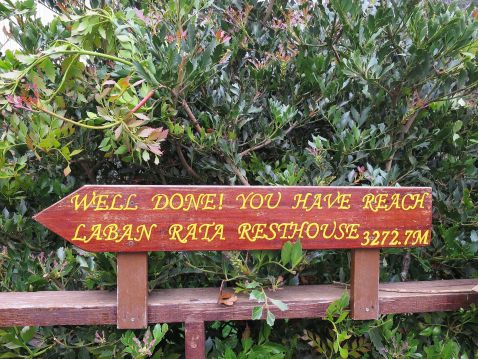 WELL DONE! YOU HAVE REACH
LABAN RATA RESTHOUSE 3272.7M